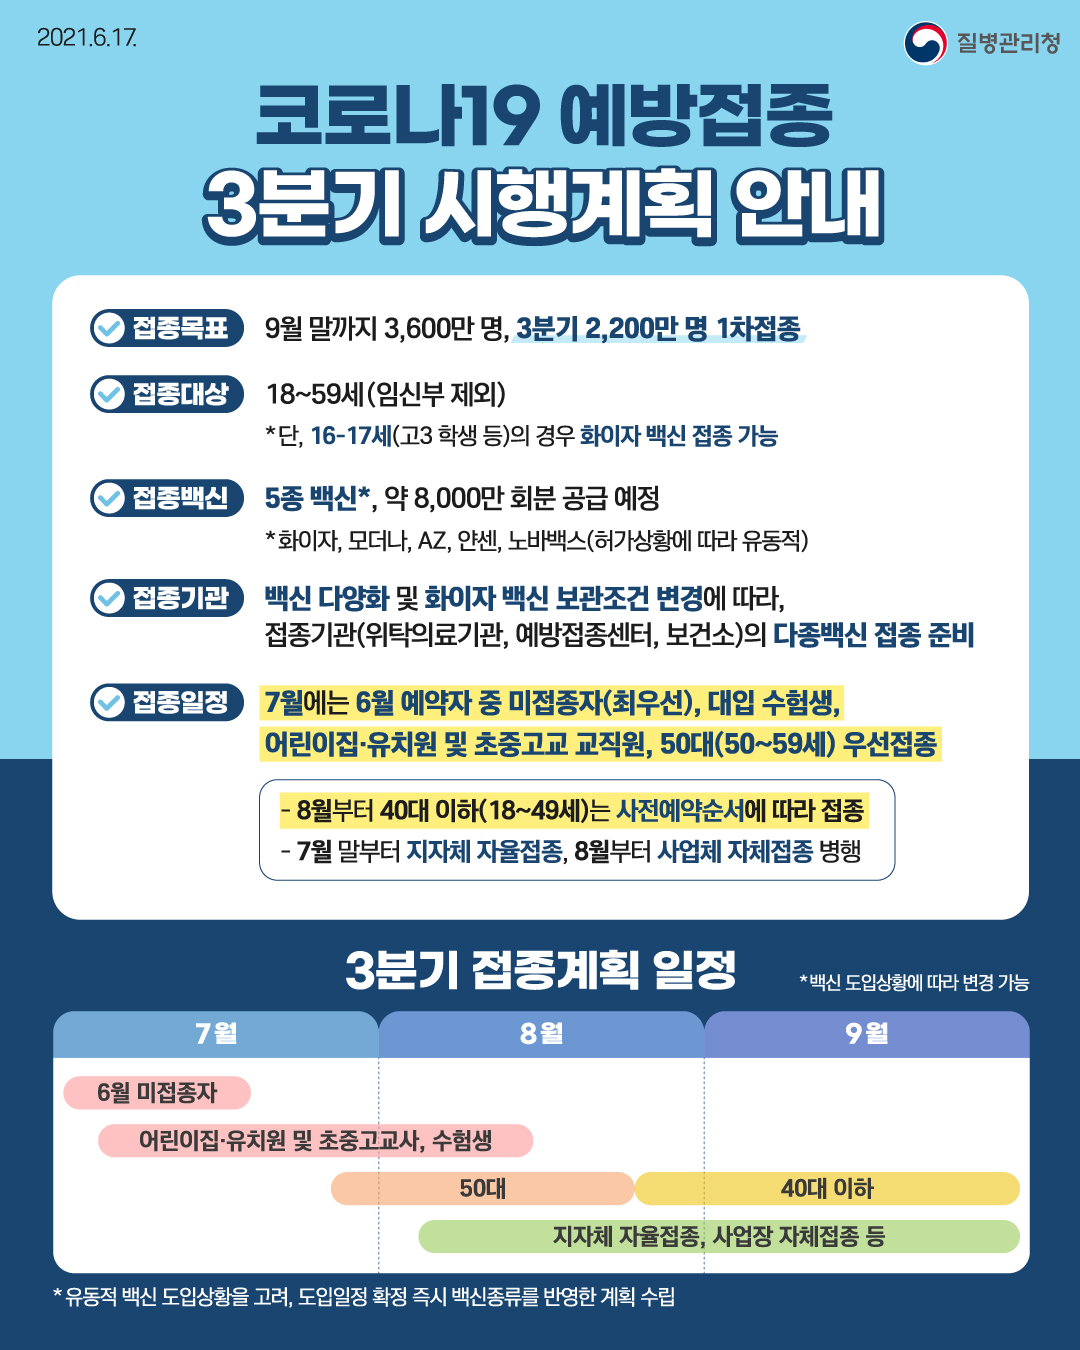 2021.6.17.
질병관리청
코로나19 예방접종
3분기 시행계획 안내
접종목표 9월 말까지 3,600만 명, 3분기 2,200만 명 1차접종
접종대상 18~59세(임신부 제외)
*단, 16-17세(고3 학생 등)의 경우 화이자 백신 접종 가능
접종백신 5종 백신*, 약 8,000만 회분 공급 예정
*화이자, 모더나, AZ, 얀센, 노바백스(허가상황에 따라 유동적)
접종기관 백신 다양화 및 화이자 백신 보관조건 변경에 따라,
접종기관(위탁의료기관, 예방접종센터, 보건소)의 다종백신 접종 준비
접종일정 7월에는 6월 예약자 중 미접종자(최우선), 대입 수험생,
어린이집·유치원 및 초중고교 교직원, 50대(50~59세) 우선접종
- 8월부터 40대 이하(18~49세)는 사전예약순서에 따라 접종
- 7월 말부터 지자체 자율접종, 8월부터 사업체 자체접종 병행
3분기 접종계획 일정
*백신 도입상황에 따라 변경 가능
7월 8월 9월
6월 미접종자
어린이집·유치원 및 초중고교사, 수험생
50대 40대 이하
지자체 자율접종, 사업장 자체접종 등
* 유동적 백신 도입상황을 고려, 도입일정 확정 즉시 백신종류를 반영한 계획 수립